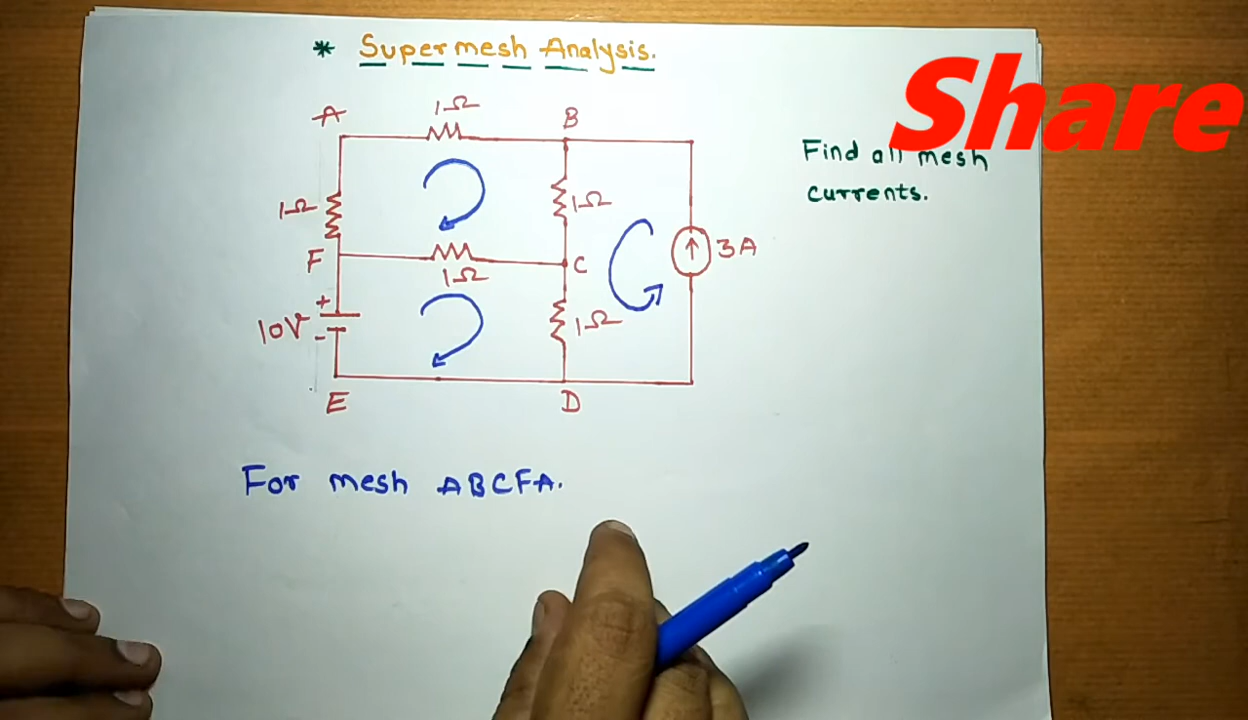 * Supermesh Analysis.
Share
A 1Ω B
Find all mesh
currents.
1Ω 1Ω
F 1Ω C 3A
+
10V 1Ω
-
E D
For mesh ABCFA.